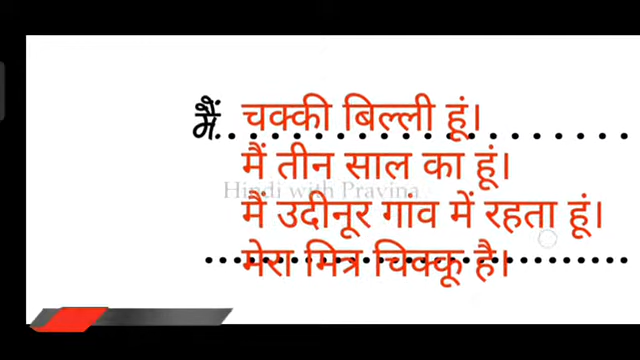 मैं चक्की बिल्ली हूं।
मैं तीन साल का हूं।
Hindi with Pravina
मैं उदीनूर गांव में रहता हूं।
मेरा मित्र चिक्कू है।